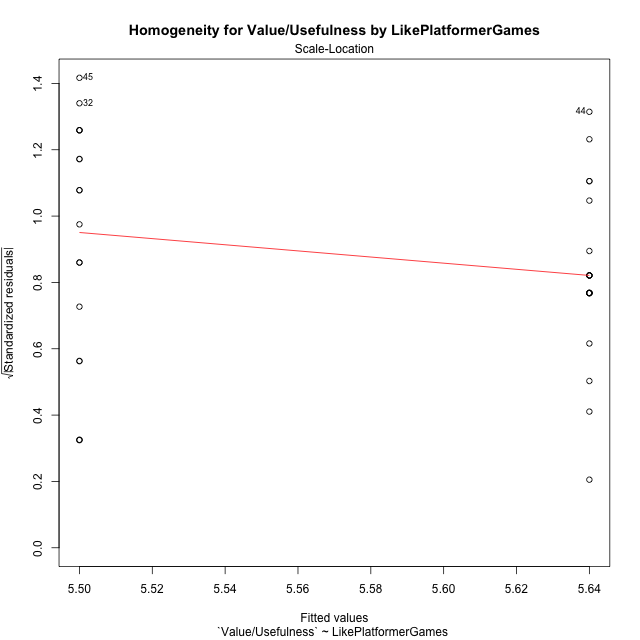 Homogeneity for Value/Usefulness by LikePlatformerGames
Scale-Location
√|Standardized residuals|
1.4
1.2
1.0
0.8
0.6
0.4
0.2
0.0
45
32
44
5.50 5.52 5.54 5.56 5.58 5.60 5.62 5.64
Fitted values
`Value/Usefulness` ~ LikePlatformerGames